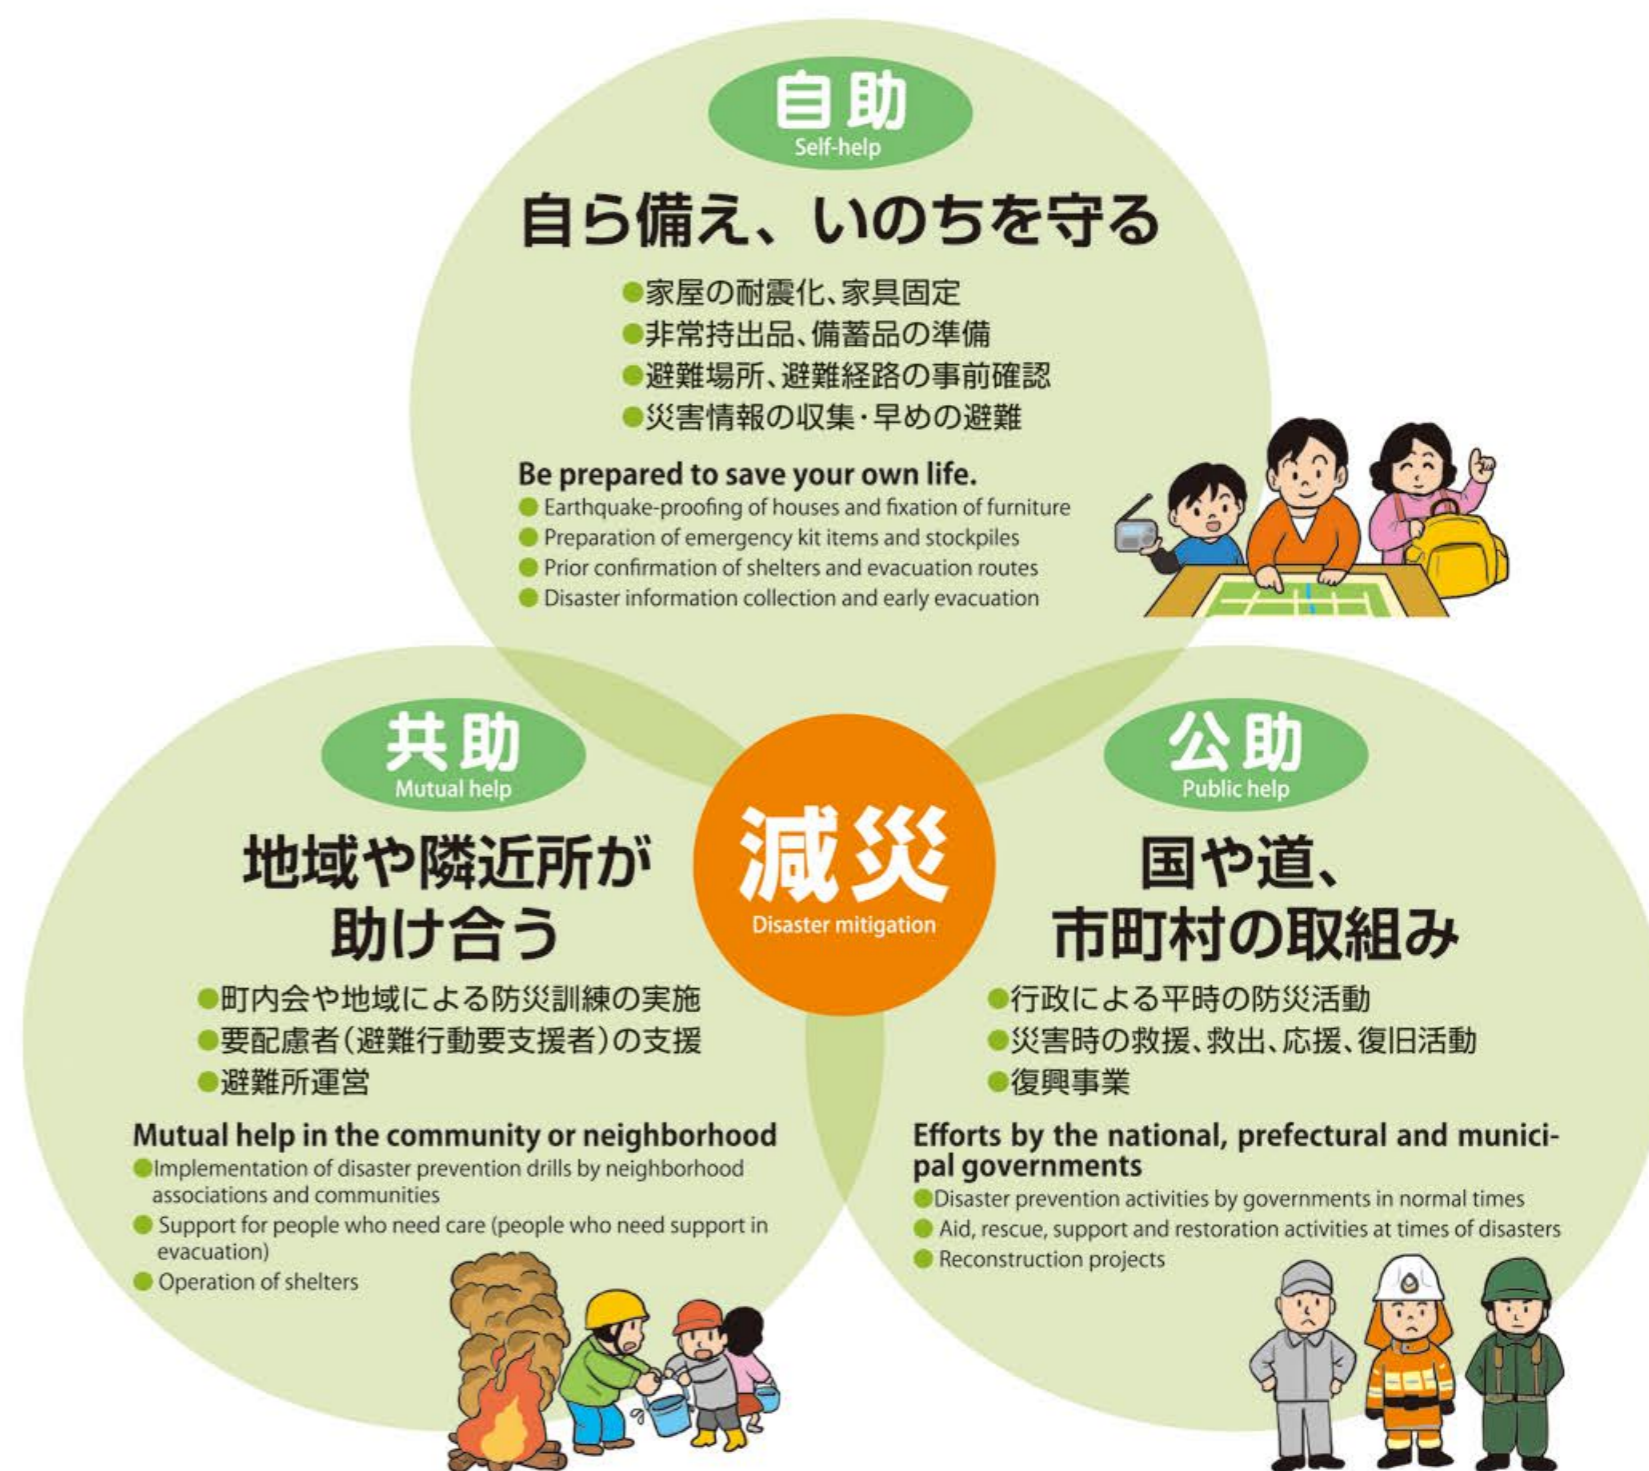 自助
Self-help
自ら備え、いのちを守る
●家屋の耐震化、家具固定
●非常持出品、備蓄品の準備
●避難場所、避難経路の事前確認
●災害情報の収集・早めの避難
Be prepared to save your own life.
● Earthquake-proofing of houses and fixation of furniture
● Preparation of emergency kit items and stockpiles
● Prior confirmation of shelters and evacuation routes
● Disaster information collection and early evacuation
共助
Mutual help
地域や隣近所が
助け合う
●町内会や地域による防災訓練の実施
●要配慮者(避難行動要支援者)の支援
●避難所運営
Mutual help in the community or neighborhood
●Implementation of disaster prevention drills by neighborhood
associations and communities
● Support for people who need care (people who need support in
evacuation)
● Operation of shelters
減災
Disaster mitigation
公助
Public help
国や道、
市町村の取組み
●行政による平時の防災活動
●災害時の救援、救出、応援、復旧活動
●復興事業
Efforts by the national, prefectural and munici-
pal governments
●Disaster prevention activities by governments in normal times
● Aid, rescue, support and restoration activities at times of disasters
● Reconstruction projects